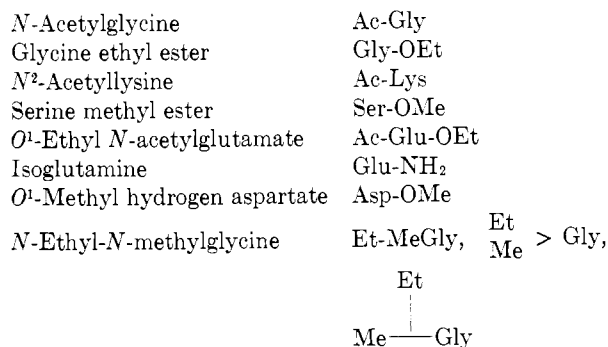 N-Acetylglycine Ac-Gly
Glycine ethyl ester Gly-OEt
N²-Acetyllysine Ac-Lys
Serine methyl ester Ser-OMe
O¹-Ethyl N-acetylglutamate Ac-Glu-OEt
Isoglutamine Glu-NH₂
O¹-Methyl hydrogen aspartate Asp-OMe
N-Ethyl-N-methylglycine Et-MeGly, Et
Me > Gly,
Et
Me—Gly